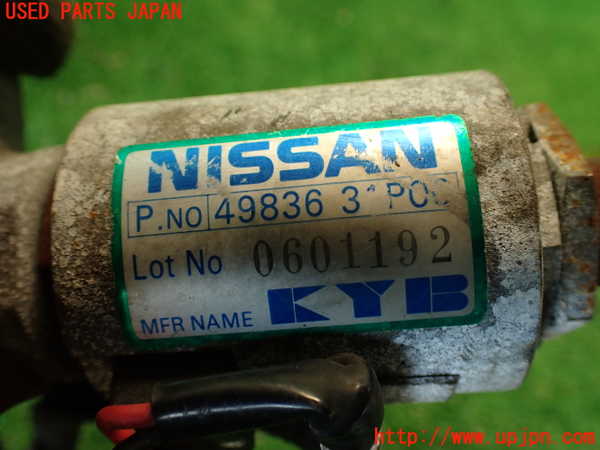 USED PARTS JAPAN
NISSAN
P.NO 49836
Lot No 0601192
MFR NAME KYB
http://www.upjpn.com